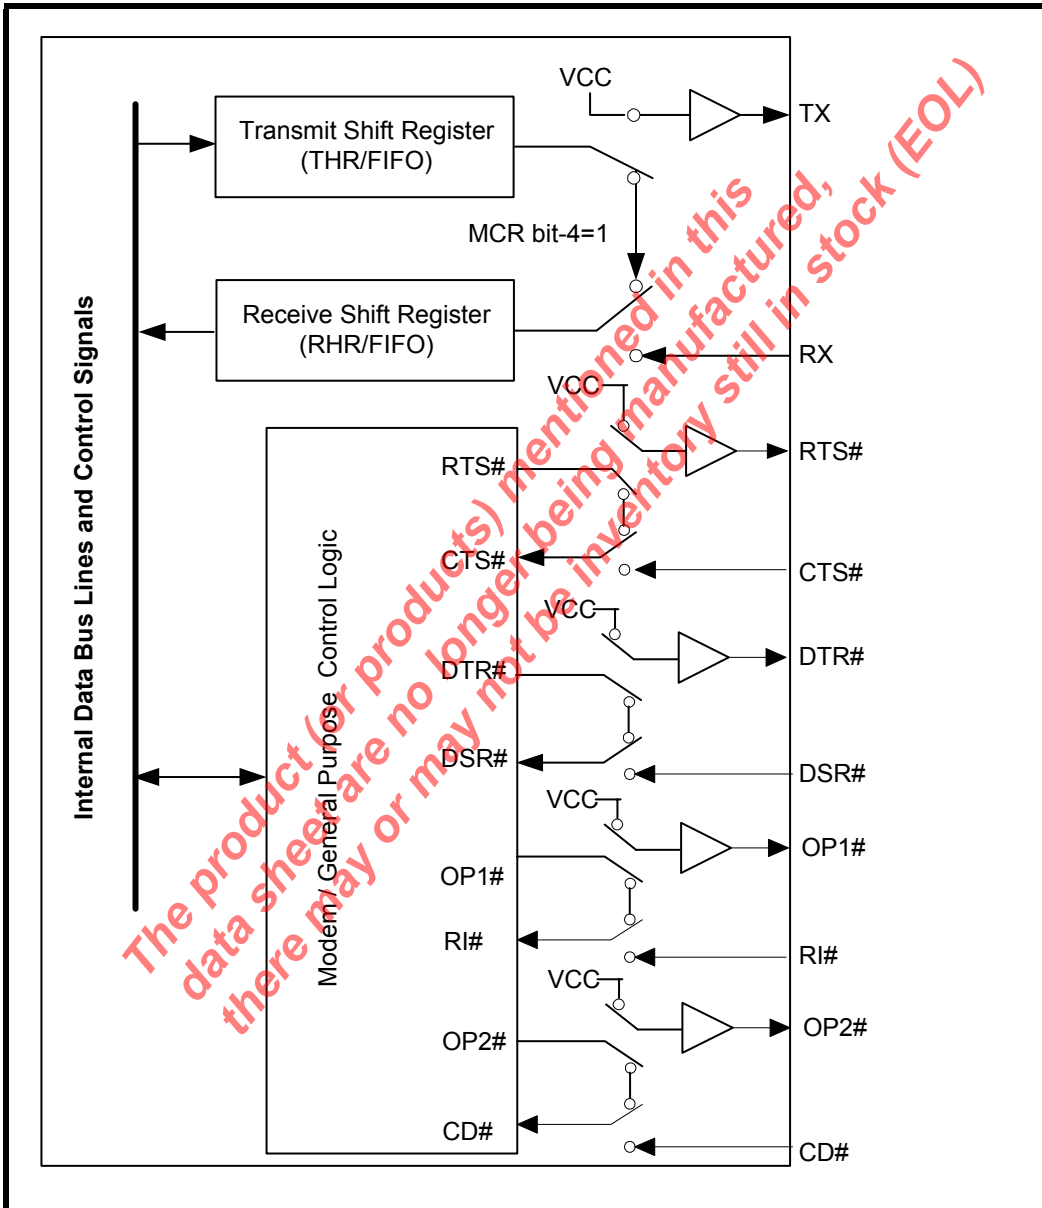 VCC
TX
Transmit Shift Register
(THR/FIFO)
MCR bit-4=1
Receive Shift Register
(RHR/FIFO)
RX
Internal Data Bus Lines and Control Signals
VCC
RTS#
RTS#
CTS#
CTS#
VCC
DTR#
DTR#
DSR#
DSR#
Modem / General Purpose Control Logic
VCC
OP1#
OP1#
RI#
RI#
VCC
OP2#
OP2#
CD#
CD#
The product (or products) mentioned in this
data sheet are no longer being manufactured,
there may or may not be inventory still in stock (EOL)